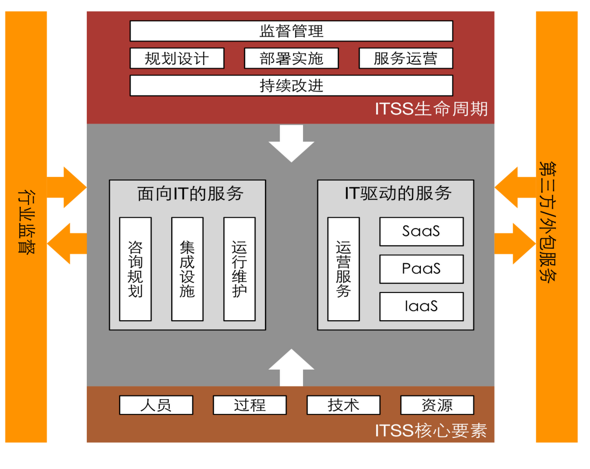 监督管理
规划设计
部署实施
服务运营
持续改进
ITSS生命周期
行业监督
面向IT的服务
咨询规划
集成设施
运行维护
IT驱动的服务
运营服务
SaaS
PaaS
IaaS
第三方/外包服务
人员
过程
技术
资源
ITSS核心要素